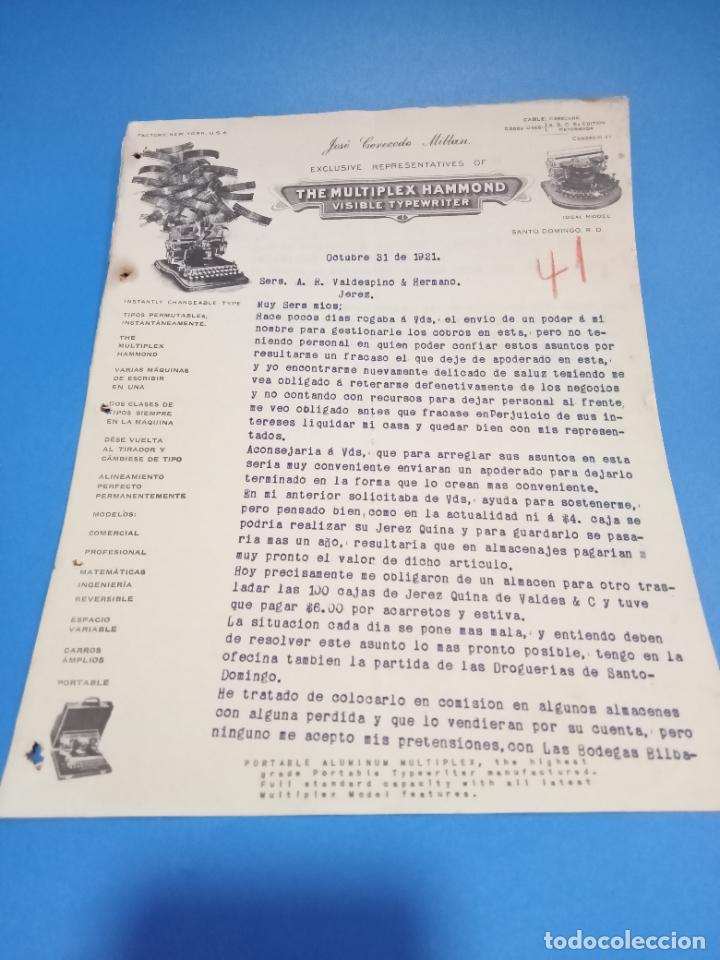 FACTORY NEW YORK, U.S.A.
José Cerecedo Millan.
CABLE, CERECEDO
CODES USED: A. B. C. 5a EDITION
EXCLUSIVE REPRESENTATIVES OF
THE MULTIPLEX HAMMOND
VISIBLE TYPEWRITER
IDEAL MODEL
SANTO DOMINGO, R. D.
41
Octubre 31 de 1921.
Sers. A. R. Valdespino & Hermano.
Jerez.
Muy Sers mios;
Hace pocos dias rogaba á Vds, el envio de un poder á mi
nombre para gestionarle los cobros en esta, pero no te-
niendo personal en quien poder confiar estos asuntos por
resultarme un fracaso el que deje de apoderado en esta,
y yo encontrarme nuevamente delicado de saluz temiendo me
vea obligado á reterarme defenetivamente de los negocios
y no contando con recursos para dejar personal al frente,
me veo obligado antes que fracase enPerjuicio de sus in-
tereses liquidar mi casa y quedar bien con mis represen-
tados.
Aconsejaria á Vds, que para arreglar sus asuntos en esta
seria muy conveniente enviaran un apoderado para dejarlo
terminado en la forma que lo crean mas conveniente.
En mi anterior solicitaba de Vds, ayuda para sostenerme,
pero pensado bien, como en la actualidad ni á $4. caja se
podria realizar su Jerez Quina y para guardarlo se pasa-
ria mas un año, resultaría que en almacenajes pagarian
muy pronto el valor de dicho articulo.
Hoy precisamente me obligaron de un almacen para otro tras-
ladar las 100 cajas de Jerez Quina de Valdes & C y tuve
que pagar $6.00 por acarretos y estiva.
La situacion cada dia se pone mas mala, y entiendo deben
de resolver este asunto lo mas pronto posible, tengo en la
ofecina tambien la partida de las Droguerias de Santo-
Domingo.
He tratado de colocarlo en comision en algunos almacenes
con alguna perdida y que lo vendieran por su cuenta, pero
ninguno me acepto mis pretensiones, con Las Bodegas Bilba-
INSTANTLY CHANGEABLE TYPE
TIPOS PERMUTABLES,
INSTANTÁNEAMENTE.
THE
MULTIPLEX
HAMMOND
VARIAS MÁQUINAS
DE ESCRIBIR
EN UNA
DOS CLASES DE
TIPOS SIEMPRE
EN LA MÁQUINA
DÉSE VUELTA
AL TIRADOR Y
CÁMBIESE DE TIPO
ALINEAMIENTO
PERFECTO
PERMANENTEMENTE
MODELOS:
COMERCIAL
PROFESIONAL
MATEMÁTICAS
INGENIERÍA
REVERSIBLE
ESPACIO
VARIABLE
CARROS
ÁMPLIOS
PORTABLE
PORTABLE ALUMINUM MULTIPLEX, the highest
grade Portable Typewriter manufactured.
Full standard capacity with all latest
Multiplex Model features.
todocoleccion
todocoleccion.net